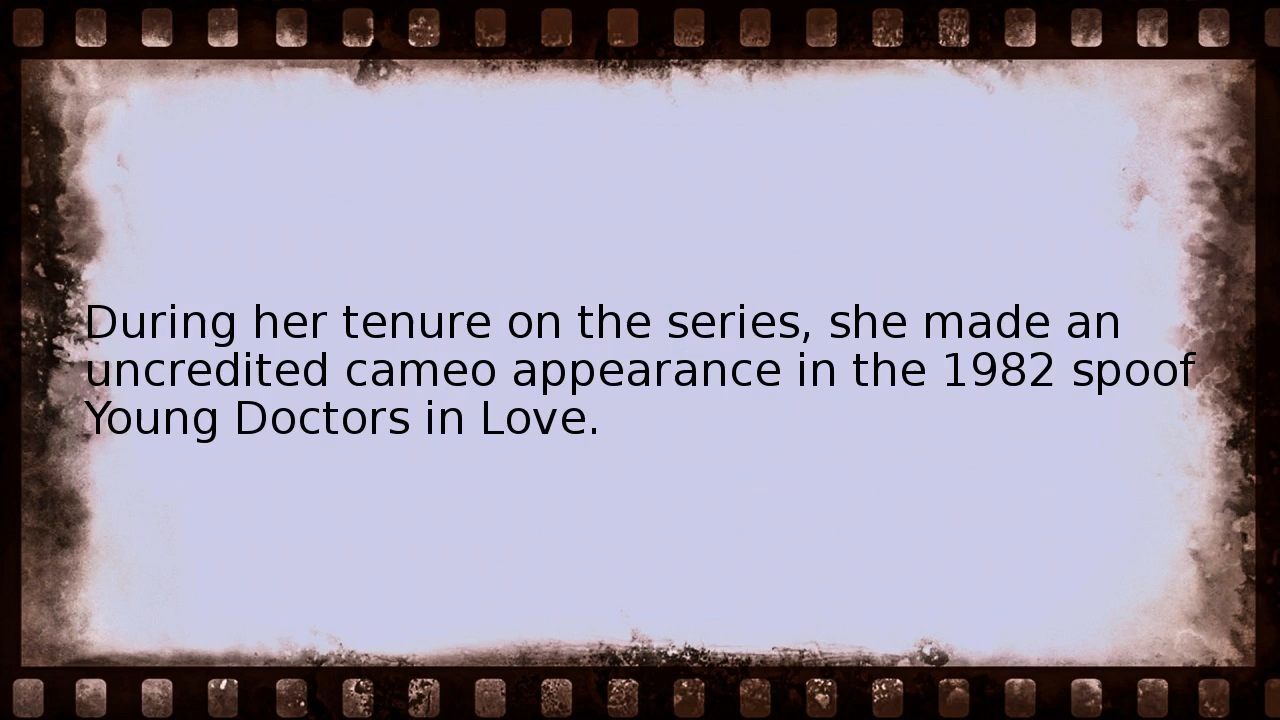 During her tenure on the series, she made an
uncredited cameo appearance in the 1982 spoof
Young Doctors in Love.